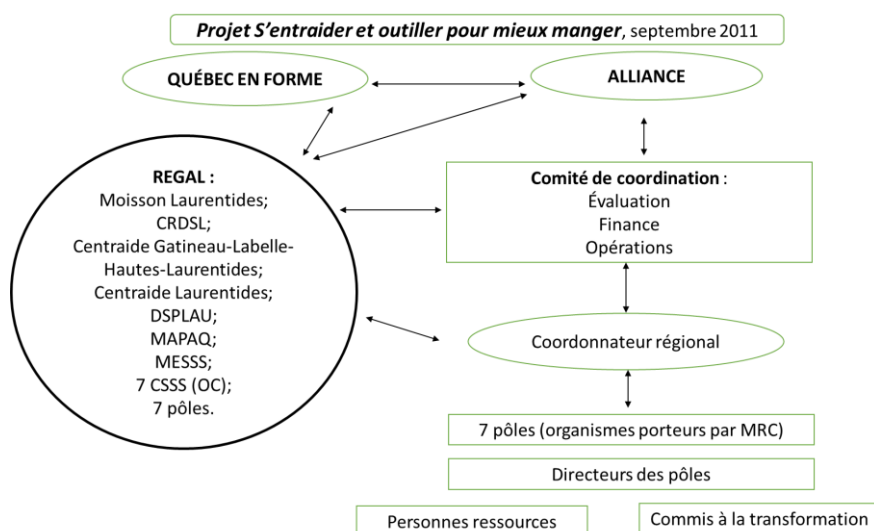 Projet S'entraider et outiller pour mieux manger, septembre 2011
QUÉBEC EN FORME
ALLIANCE
REGAL :
Moisson Laurentides;
CRDSL;
Centraide Gatineau-Labelle-
Hautes-Laurentides;
Centraide Laurentides;
DSPLAU;
MAPAQ;
MESSS;
7 CSSS (OC);
7 pôles.
Comité de coordination :
Évaluation
Finance
Opérations
Coordonnateur régional
7 pôles (organismes porteurs par MRC)
Directeurs des pôles
Personnes ressources
Commis à la transformation